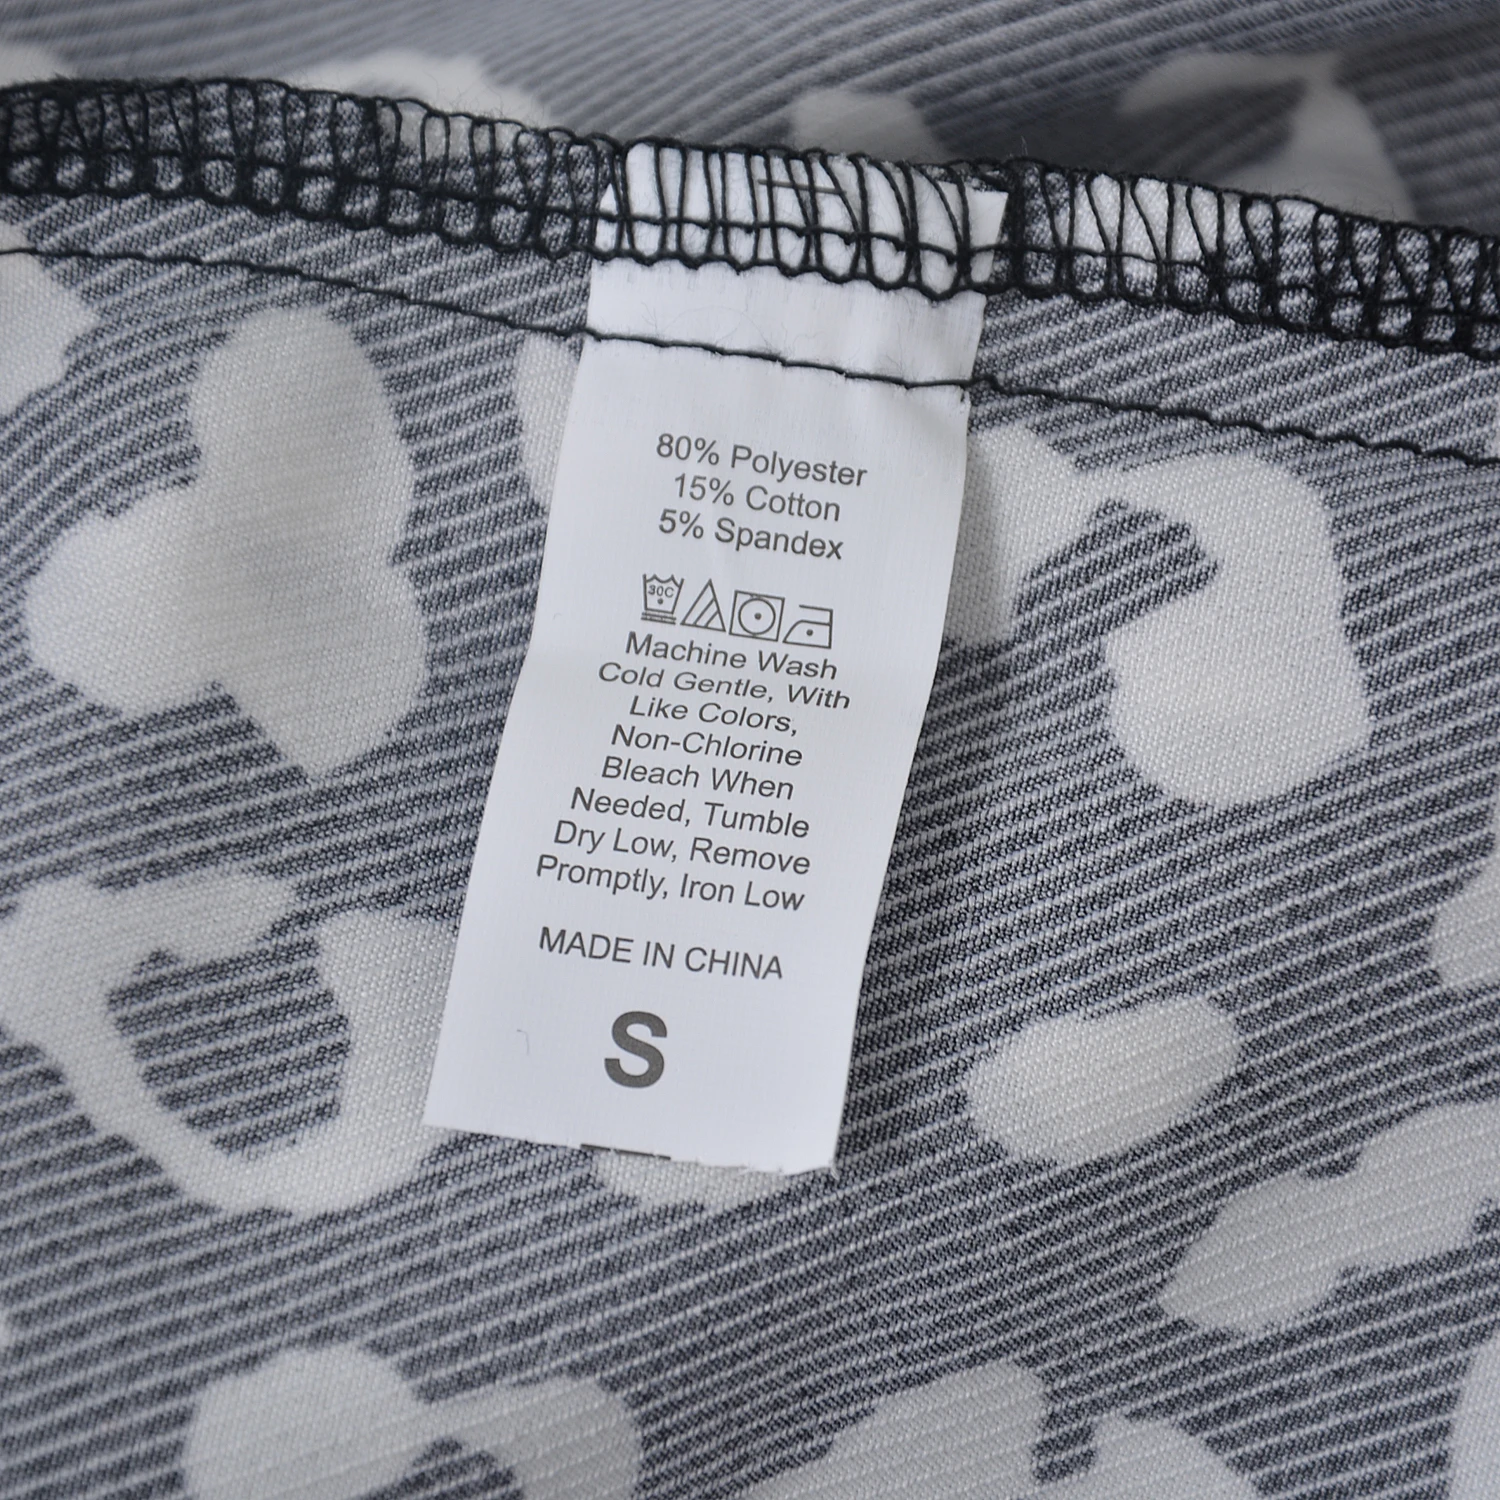 80% Polyester
15% Cotton
5% Spandex
30C
Machine Wash
Cold Gentle, With
Like Colors,
Non-Chlorine
Bleach When
Needed, Tumble
Dry Low, Remove
Promptly, Iron Low
MADE IN CHINA
S